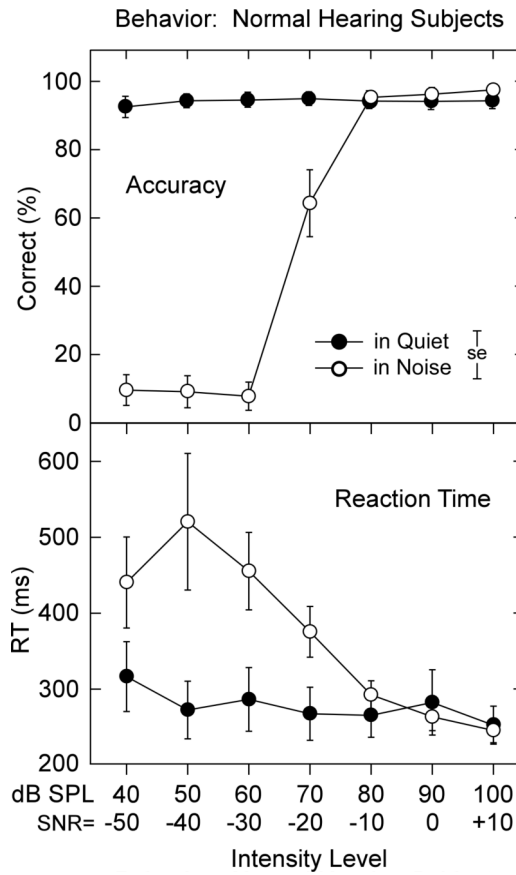 Behavior: Normal Hearing Subjects
100
80
60
40
20
0
Correct (%)
Accuracy
in Quiet
in Noise
se
600
500
400
300
200
RT (ms)
Reaction Time
dB SPL 40 50 60 70 80 90 100
SNR= -50 -40 -30 -20 -10 0 +10
Intensity Level